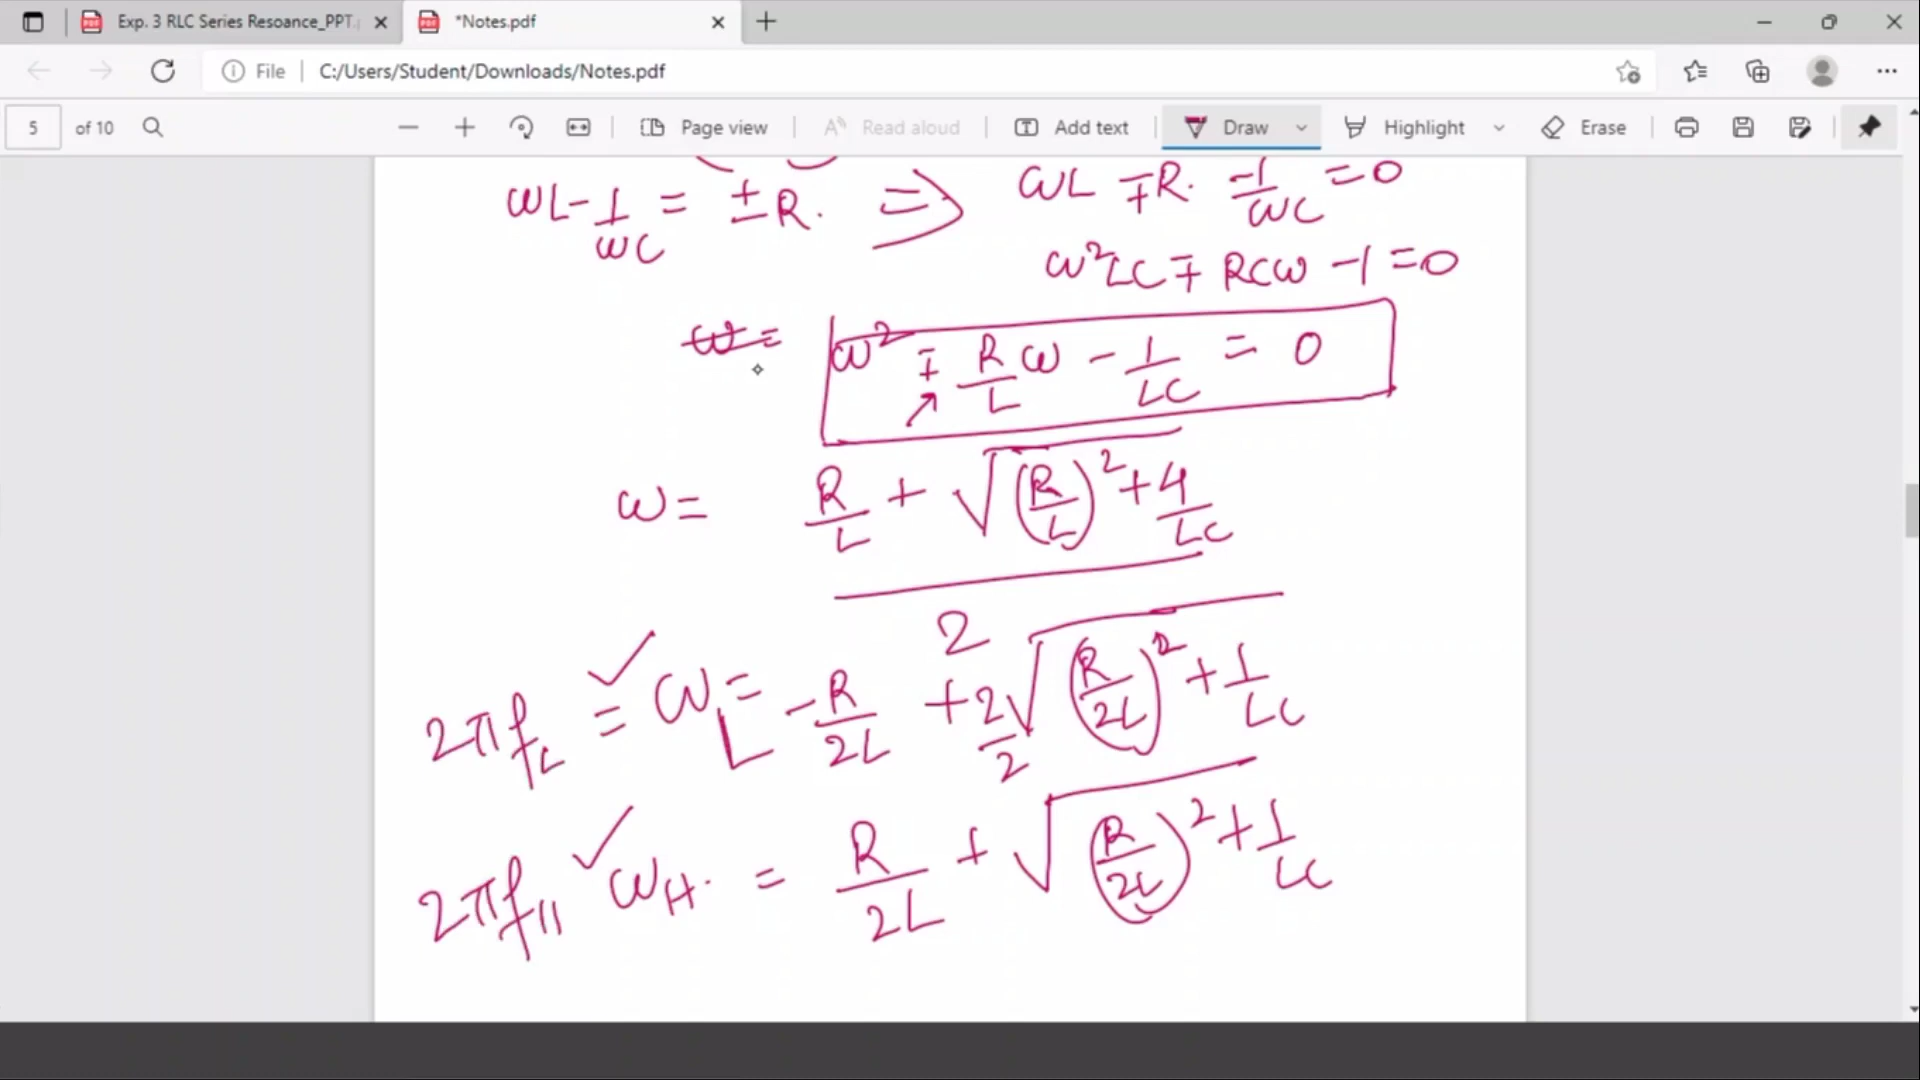 Exp. 3 RLC Series Resoance_PPT.
*Notes.pdf
File C:/Users/Student/Downloads/Notes.pdf
5 of 10 Page view Read aloud Add text Draw Highlight Erase
ωL - 1/ωC = ±R. ⇒ ωL ∓ R. -1/ωC = 0
ω²LC ∓ RCω - 1 = 0
ω = ω² ∓ R/L ω - 1/LC = 0
ω = (R/L + √((R/L)² + 4/LC)) / 2
2πf_L = ω_L = -R/2L + 2/2 √((R/2L)² + 1/LC)
2πf_H ω_H. = R/2L + √((R/2L)² + 1/LC)